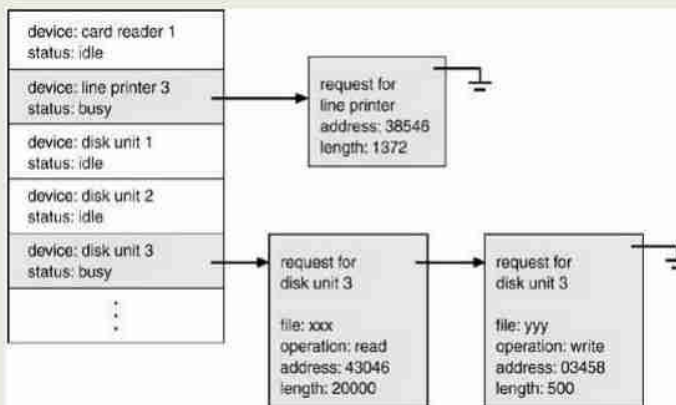 device: card reader 1
status: idle
device: line printer 3
status: busy
device: disk unit 1
status: idle
device: disk unit 2
status: idle
device: disk unit 3
status: busy
request for
line printer
address: 38546
length: 1372
request for
disk unit 3
file: xxx
operation: read
address: 43046
length: 20000
request for
disk unit 3
file: yyy
operation: write
address: 03458
length: 500